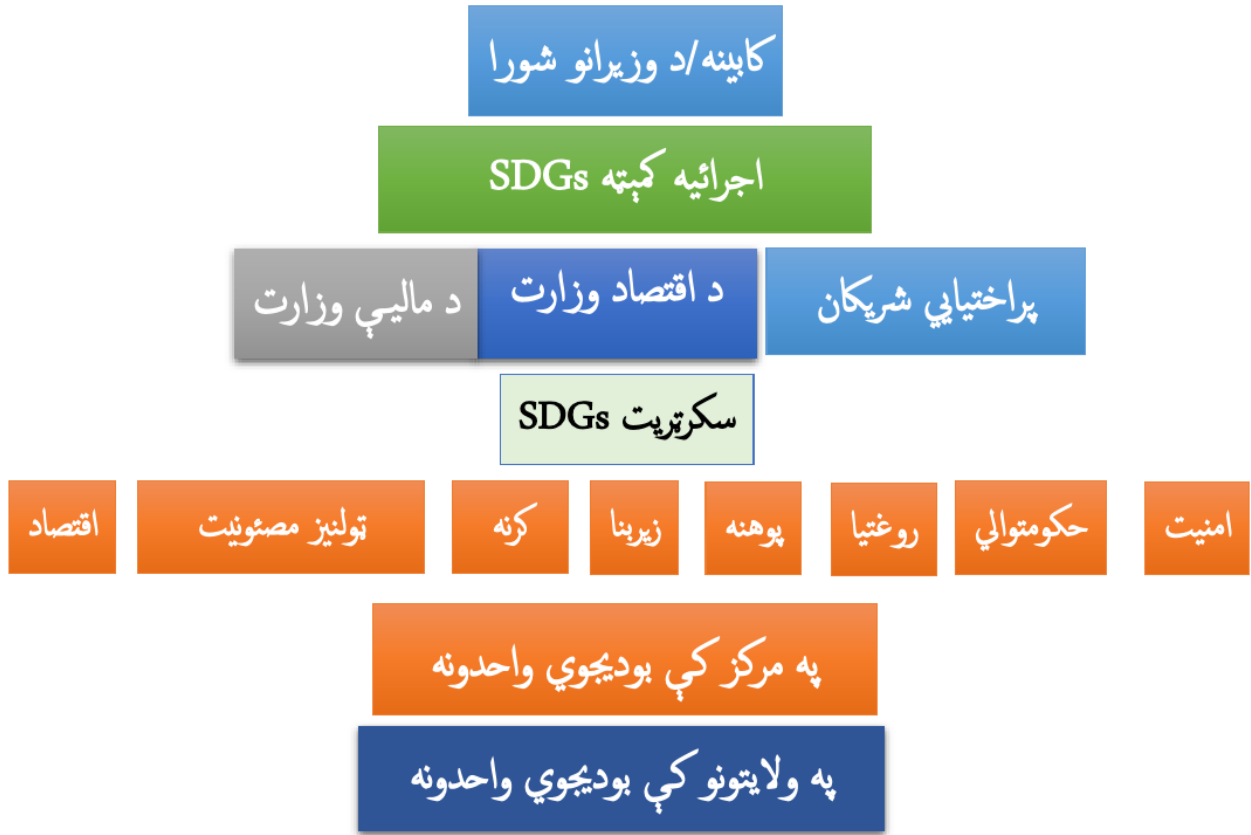 کابینه/د وزیرانو شورا
اجرائیه کمېټه SDGs
پراختیایي شریکان
د اقتصاد وزارت
د مالیې وزارت
سکرټریت SDGs
امنیت
حکومتوالي
روغتیا
پوهنه
زیربنا
کرنه
ټولنیز مصئونیت
اقتصاد
په مرکز کې بودیجوي واحدونه
په ولایتونو کې بودیجوي واحدونه